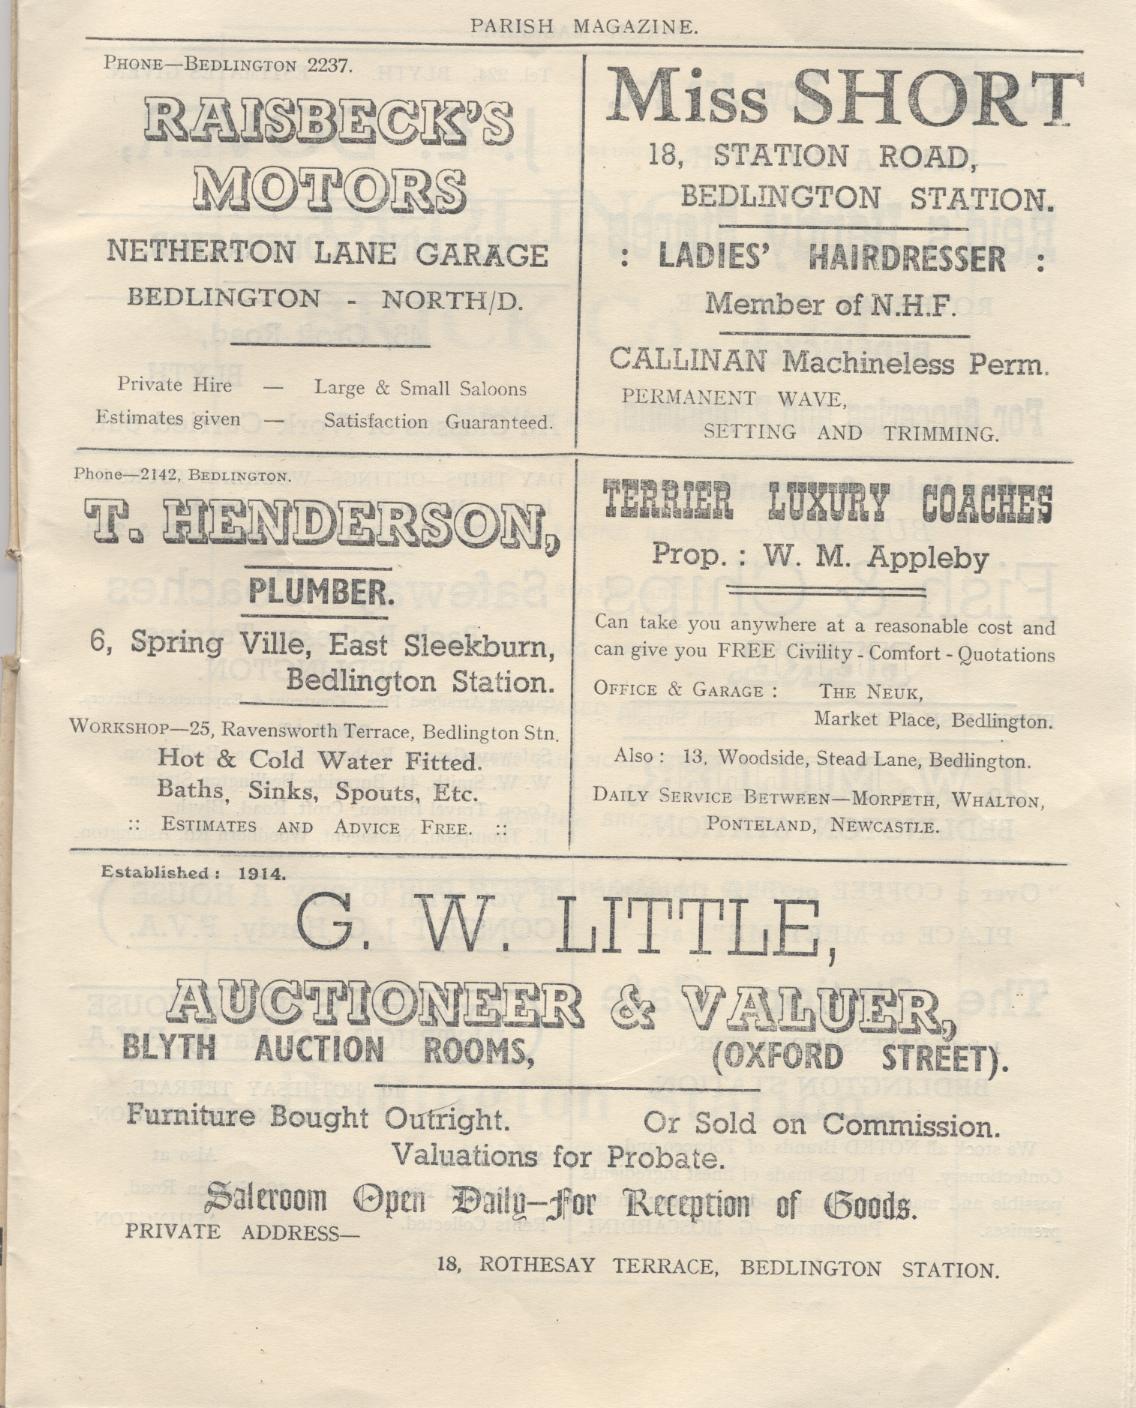 PARISH MAGAZINE.
PHONE—BEDLINGTON 2237.
RAISBECK'S
MOTORS
NETHERTON LANE GARAGE
BEDLINGTON - NORTH/D.
Private Hire — Large & Small Saloons
Estimates given — Satisfaction Guaranteed.
Miss SHORT
18, STATION ROAD,
BEDLINGTON STATION.
: LADIES' HAIRDRESSER :
Member of N.H.F.
CALLINAN Machineless Perm.
PERMANENT WAVE,
SETTING AND TRIMMING.
Phone—2142, BEDLINGTON.
T. HENDERSON,
PLUMBER.
6, Spring Ville, East Sleekburn,
Bedlington Station.
WORKSHOP—25, Ravensworth Terrace, Bedlington Stn.
Hot & Cold Water Fitted.
Baths, Sinks, Spouts, Etc.
:: ESTIMATES AND ADVICE FREE. ::
TERRIER LUXURY COACHES
Prop. : W. M. Appleby
Can take you anywhere at a reasonable cost and
can give you FREE Civility - Comfort - Quotations
OFFICE & GARAGE : THE NEUK,
Market Place, Bedlington.
Also : 13, Woodside, Stead Lane, Bedlington.
DAILY SERVICE BETWEEN—MORPETH, WHALTON,
PONTELAND, NEWCASTLE.
Established : 1914.
G. W. LITTLE,
AUCTIONEER & VALUER,
BLYTH AUCTION ROOMS, (OXFORD STREET).
Furniture Bought Outright. Or Sold on Commission.
Valuations for Probate.
Saleroom Open Daily—For Reception of Goods.
PRIVATE ADDRESS—
18, ROTHESAY TERRACE, BEDLINGTON STATION.